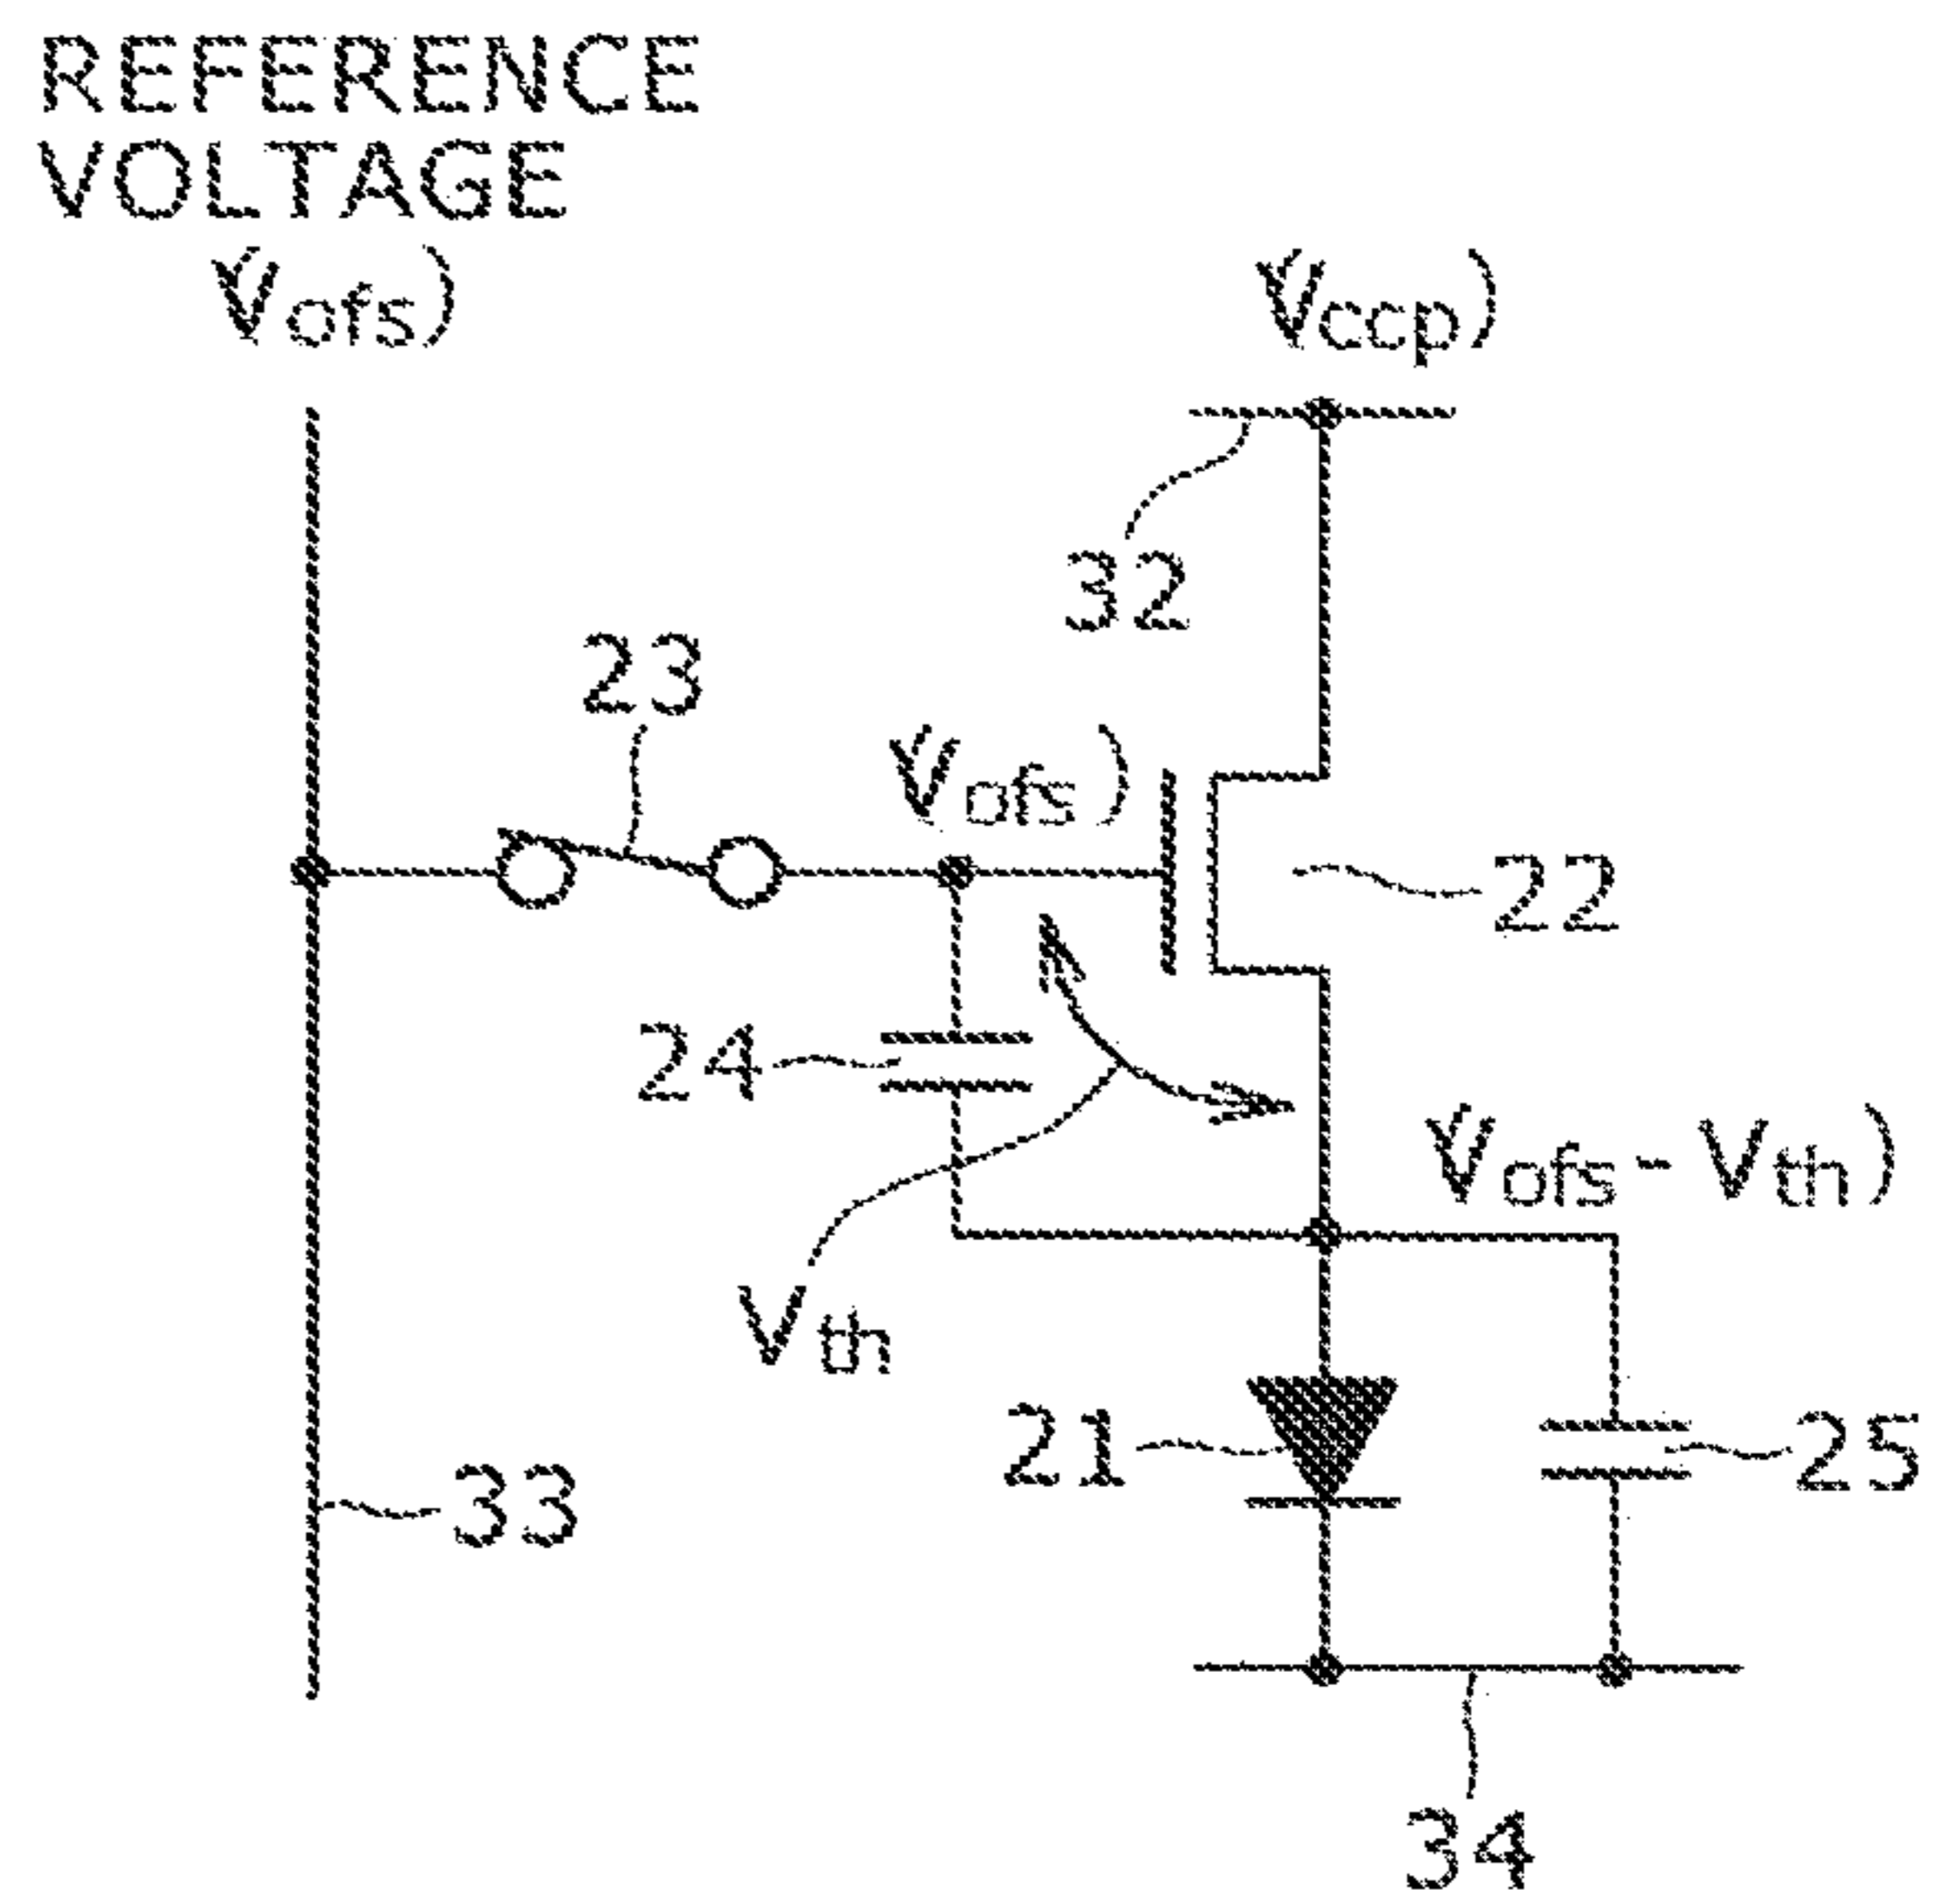 REFERENCE
VOLTAGE
(Vofs)
(Vccp)
32
23
(Vofs)
22
24
(Vofs-Vth)
Vth
21
25
33
34